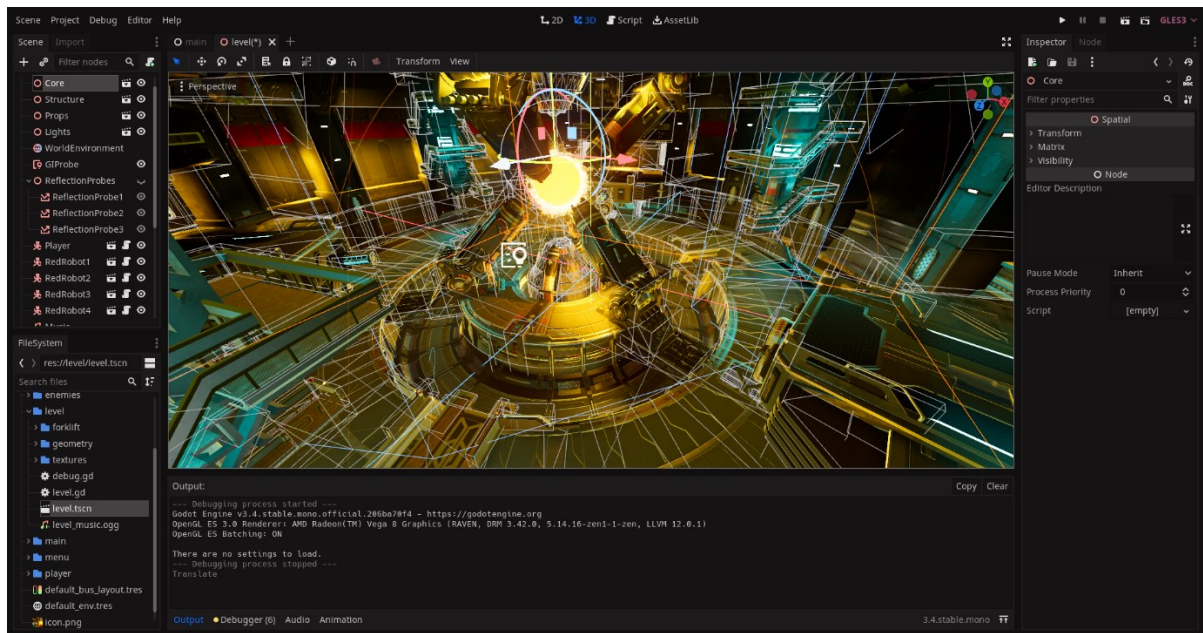 Scene Project Debug Editor Help
2D 3D Script AssetLib
GLES3
Scene Import
Filter nodes
Core
Structure
Props
Lights
WorldEnvironment
GIProbe
ReflectionProbes
ReflectionProbe1
ReflectionProbe2
ReflectionProbe3
Player
RedRobot1
RedRobot2
RedRobot3
RedRobot4
Music
FileSystem
res://level/level.tscn
Search files
enemies
level
forklift
geometry
textures
debug.gd
level.gd
level.tscn
level_music.ogg
main
menu
player
default_bus_layout.tres
default_env.tres
icon.png
main level(*)
Transform View
Perspective
Y
X
Z
Output:
Copy Clear
--- Debugging process started ---
Godot Engine v3.4.stable.mono.official.206ba70f4 - https://godotengine.org
OpenGL ES 3.0 Renderer: AMD Radeon(TM) Vega 8 Graphics (RAVEN, DRM 3.42.0, 5.14.16-zen1-1-zen, LLVM 12.0.1)
OpenGL ES Batching: ON
There are no settings to load.
--- Debugging process stopped ---
Translate
Output Debugger (6) Audio Animation
3.4.stable.mono
Inspector Node
Core
DOC
Filter properties
Spatial
Transform
Matrix
Visibility
Node
Editor Description
Pause Mode Inherit
Process Priority 0
Script [empty]